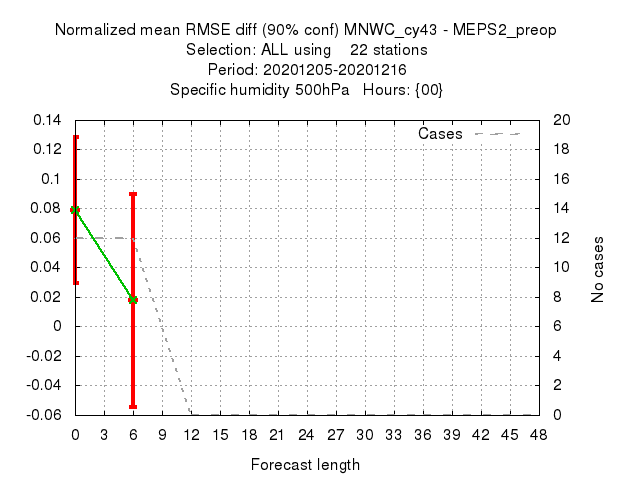 Normalized mean RMSE diff (90% conf) MNWC_cy43 - MEPS2_preop
Selection: ALL using 22 stations
Period: 20201205-20201216
Specific humidity 500hPa Hours: {00}
Cases
0.14
0.12
0.1
0.08
0.06
0.04
0.02
0
-0.02
-0.04
-0.06
20
18
16
14
12
10
8
6
4
2
0
No cases
0 3 6 9 12 15 18 21 24 27 30 33 36 39 42 45 48
Forecast length